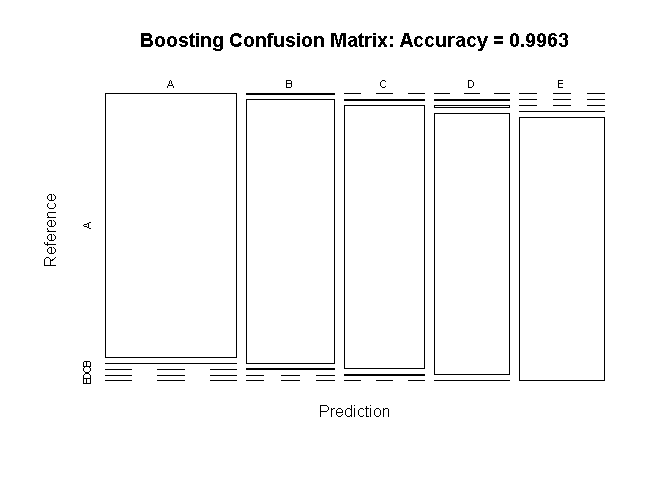 Boosting Confusion Matrix: Accuracy = 0.9963
A B C D E
Reference
A
EDCB
Prediction